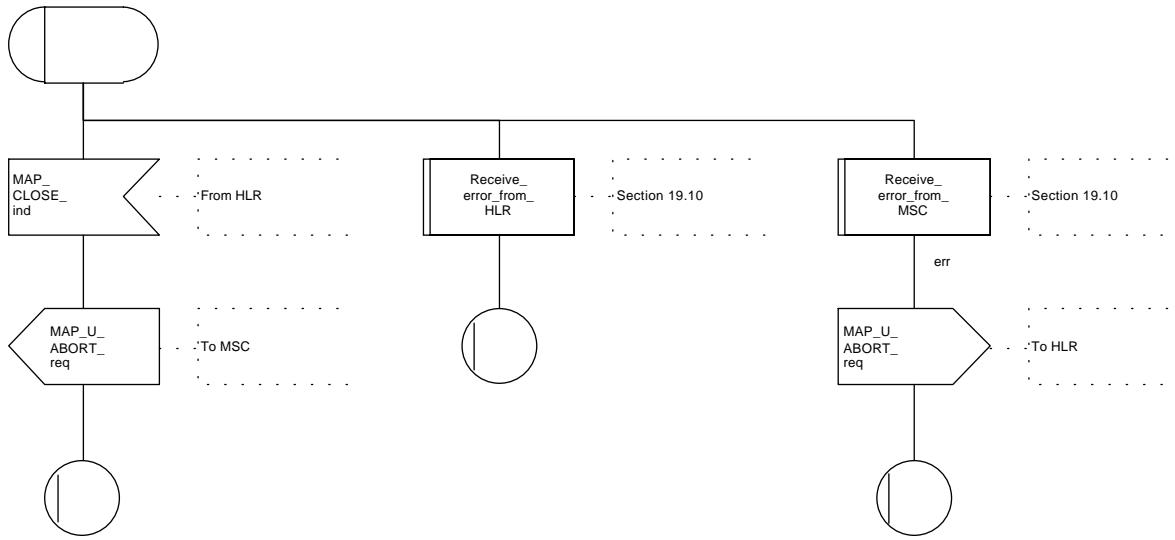 MAP_
CLOSE_
ind
From HLR
Receive_
error_from_
HLR
Section 19.10
Receive_
error_from_
MSC
Section 19.10
err
MAP_U_
ABORT_
req
To MSC
MAP_U_
ABORT_
req
To HLR